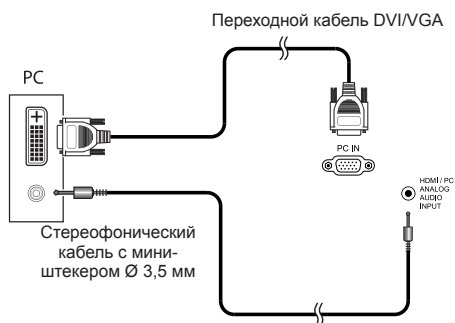 Переходной кабель DVI/VGA
PC
PC IN
HDMI / PC
ANALOG
AUDIO
INPUT
Стереофонический
кабель с мини-
штекером Ø 3,5 мм